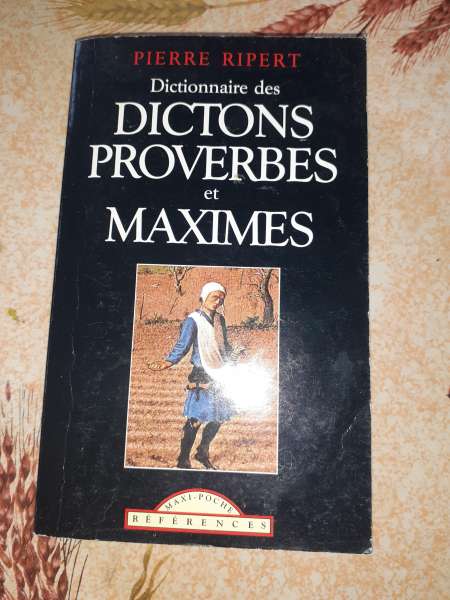 PIERRE RIPERT
Dictionnaire des
DICTONS
PROVERBES
et
MAXIMES
MAXI-POCHE
RÉFÉRENCES